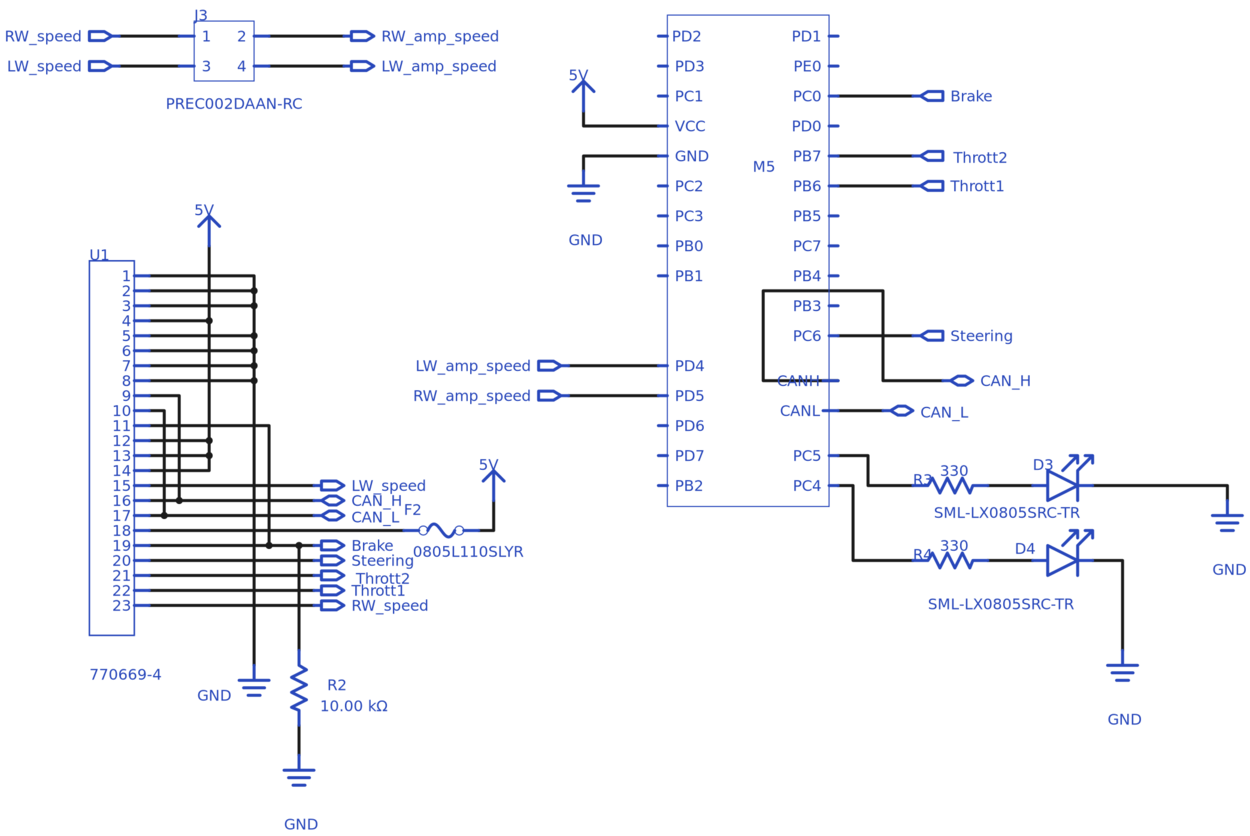 J3
RW_speed 1 2 RW_amp_speed
LW_speed 3 4 LW_amp_speed
PREC002DAAN-RC
5V
GND
M5
PD2 PD1
PD3 PE0
PC1 PC0 Brake
VCC PD0
GND PB7 Thrott2
PC2 PB6 Thrott1
PC3 PB5
PB0 PC7
PB1 PB4
PB3
PC6 Steering
LW_amp_speed PD4 CANH CAN_H
RW_amp_speed PD5 CANL CAN_L
PD6
PD7 PC5
PB2 PC4
R3 330 D3
SML-LX0805SRC-TR
GND
R4 330 D4
SML-LX0805SRC-TR
GND
5V
U1
1
2
3
4
5
6
7
8
9
10
11
12
13
14
15 LW_speed
16 CAN_H
17 CAN_L
18 F2 5V
0805L110SLYR
19 Brake
20 Steering
21 Thrott2
22 Thrott1
23 RW_speed
770669-4
GND
R2
10.00 kΩ
GND